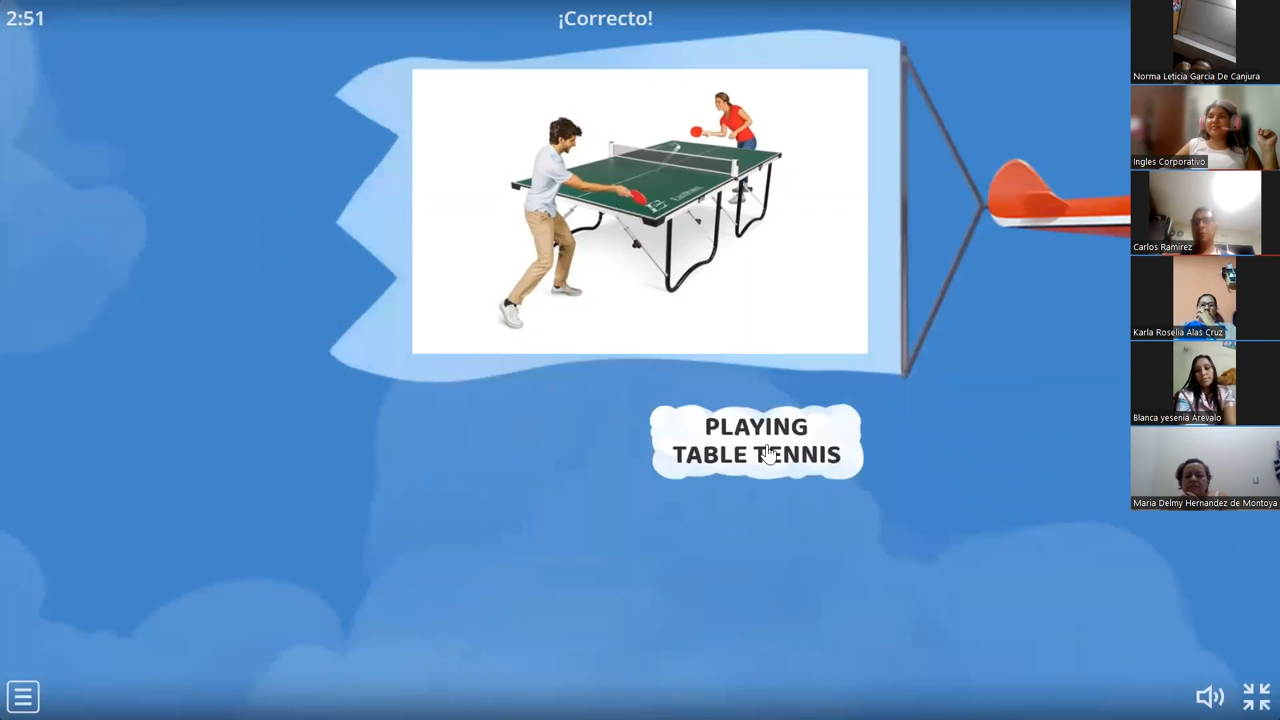 2:51
¡Correcto!
PLAYING
TABLE TENNIS
Norma Leticia Garcia De Canjura
Ingles Corporativo
Carlos Ramirez
Karla Roselia Alas Cruz
Blanca yesenia Arevalo
Maria Delmy Hernandez de Montoya